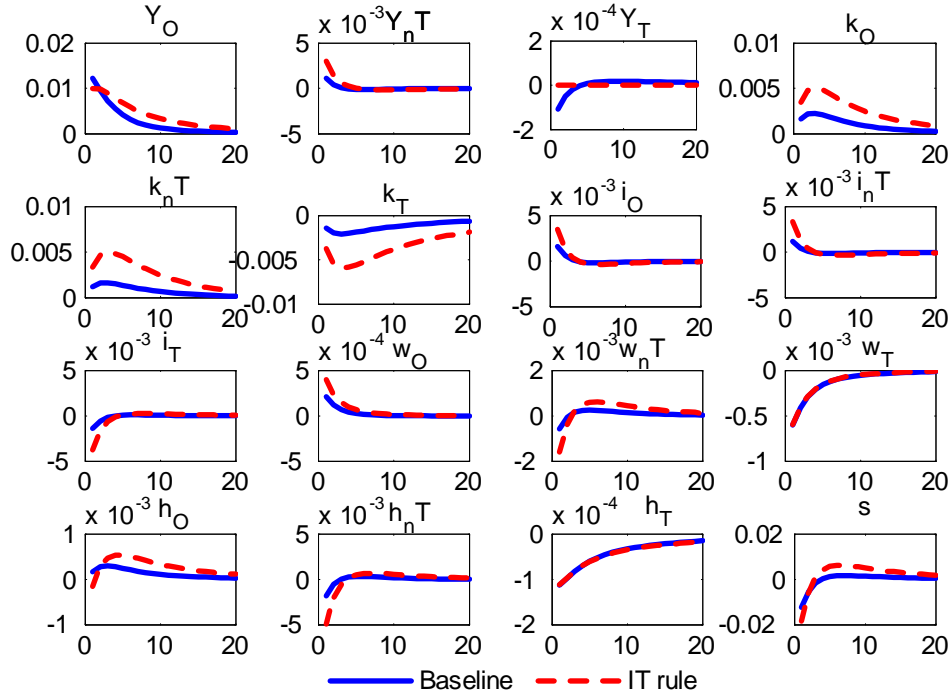 Y_O
× 10^-3 Y_nT
× 10^-4 Y_T
k_O
0.02
0.01
0
0 10 20
5
0
-5
0 10 20
2
0
-2
0 10 20
0.01
0.005
0
0 10 20
k_nT
k_T
× 10^-3 i_O
× 10^-3 i_nT
0.01
0.005
0
0 10 20
0
-0.005
-0.01
0 10 20
5
0
-5
0 10 20
5
0
-5
0 10 20
× 10^-3 i_T
× 10^-4 w_O
× 10^-3 w_nT
× 10^-3 w_T
5
0
-5
0 10 20
5
0
-5
0 10 20
2
0
-2
0 10 20
0
-0.5
-1
0 10 20
× 10^-3 h_O
× 10^-3 h_nT
× 10^-4 h_T
s
1
0
-1
0 10 20
5
0
-5
0 10 20
0
-1
-2
0 10 20
0.02
0
-0.02
0 10 20
Baseline IT rule